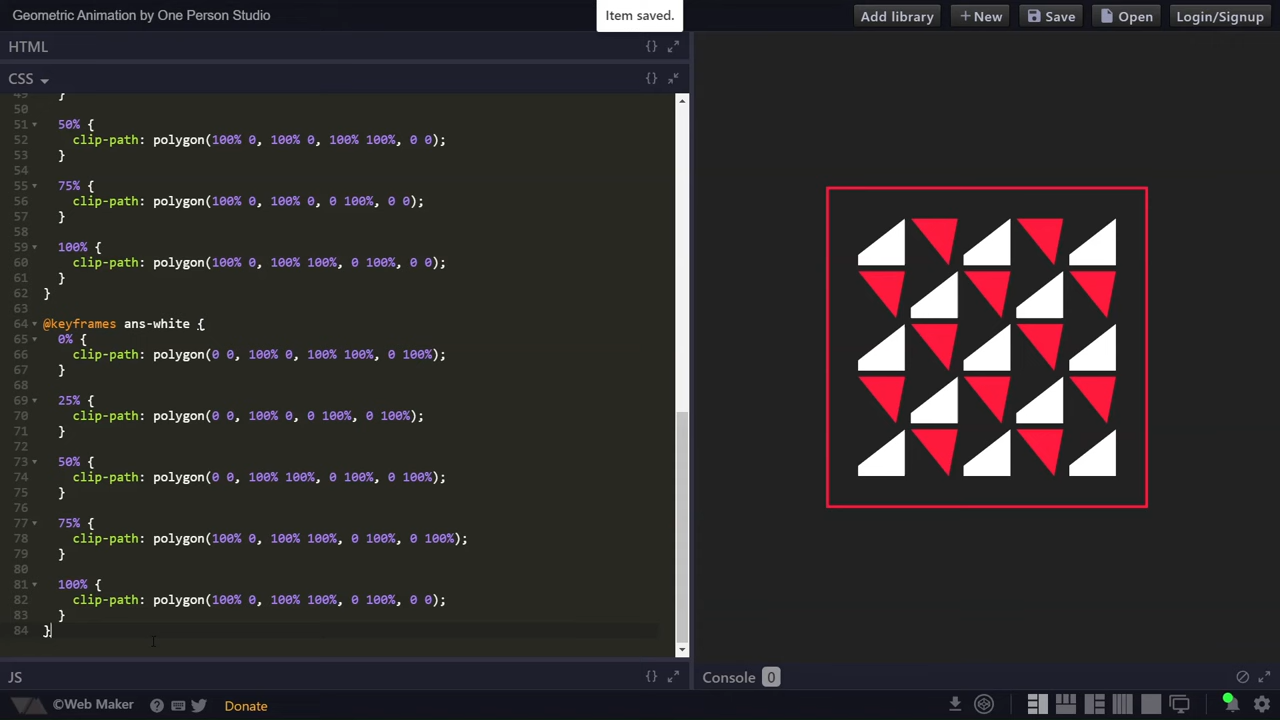 Geometric Animation by One Person Studio
Item saved.
Add library
+ New
Save
Open
Login/Signup
HTML
{}
CSS
{}
49 }
50
51 50% {
52 clip-path: polygon(100% 0, 100% 0, 100% 100%, 0 0);
53 }
54
55 75% {
56 clip-path: polygon(100% 0, 100% 0, 0 100%, 0 0);
57 }
58
59 100% {
60 clip-path: polygon(100% 0, 100% 100%, 0 100%, 0 0);
61 }
62 }
63
64 @keyframes ans-white {
65 0% {
66 clip-path: polygon(0 0, 100% 0, 100% 100%, 0 100%);
67 }
68
69 25% {
70 clip-path: polygon(0 0, 100% 0, 0 100%, 0 100%);
71 }
72
73 50% {
74 clip-path: polygon(0 0, 100% 100%, 0 100%, 0 100%);
75 }
76
77 75% {
78 clip-path: polygon(100% 0, 100% 100%, 0 100%, 0 100%);
79 }
80
81 100% {
82 clip-path: polygon(100% 0, 100% 100%, 0 100%, 0 0);
83 }
84 }
JS
{}
Console 0
©Web Maker
Donate